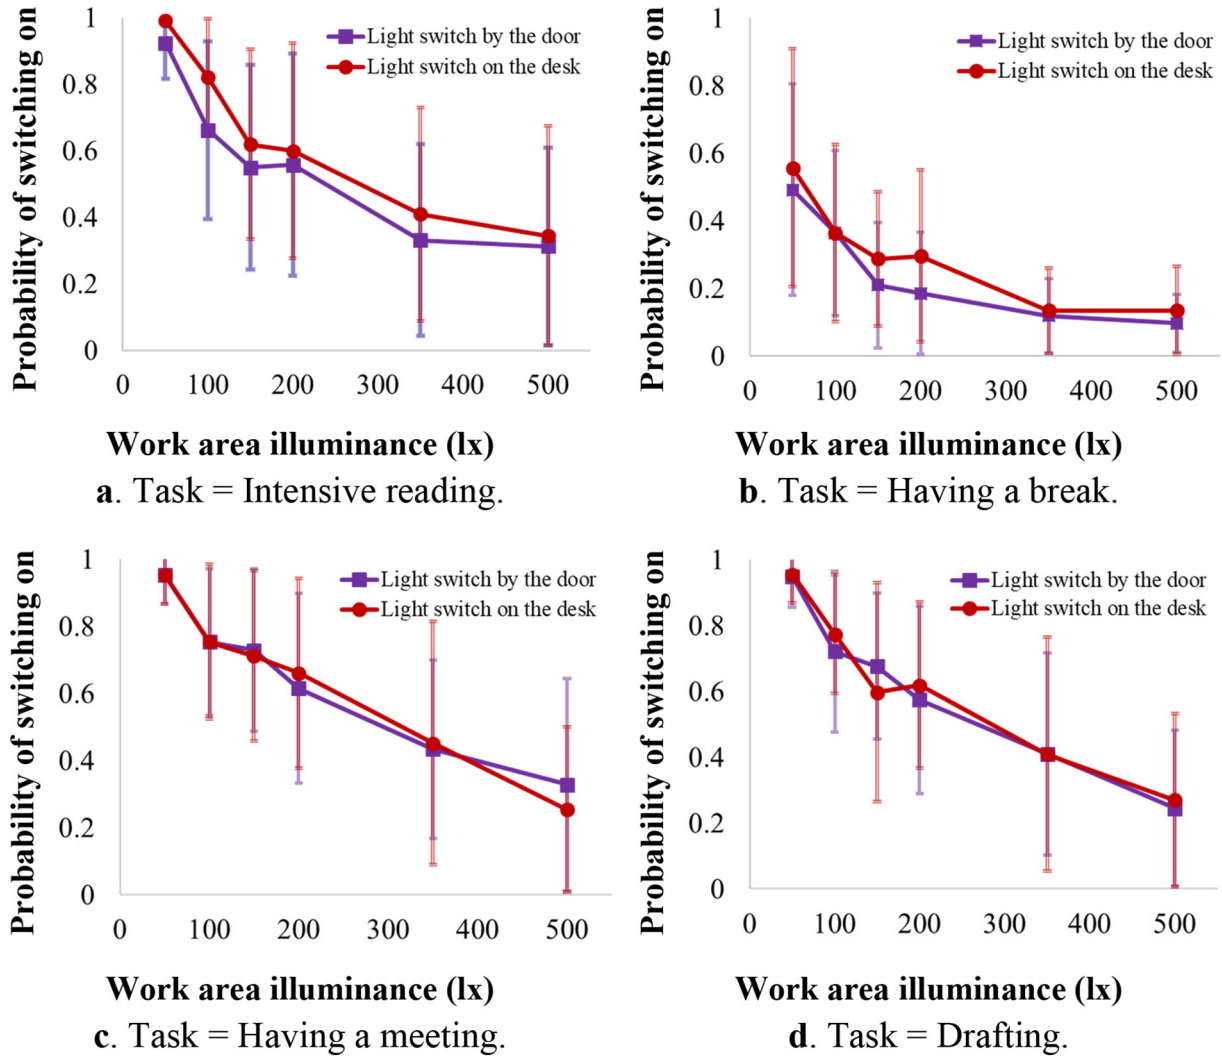 Probability of switching on
1
0.8
0.6
0.4
0.2
0
0 100 200 300 400 500
Light switch by the door
Light switch on the desk
Work area illuminance (lx)
a. Task = Intensive reading.
Probability of switching on
1
0.8
0.6
0.4
0.2
0
0 100 200 300 400 500
Light switch by the door
Light switch on the desk
Work area illuminance (lx)
b. Task = Having a break.
Probability of switching on
1
0.8
0.6
0.4
0.2
0
0 100 200 300 400 500
Light switch by the door
Light switch on the desk
Work area illuminance (lx)
c. Task = Having a meeting.
Probability of switching on
1
0.8
0.6
0.4
0.2
0
0 100 200 300 400 500
Light switch by the door
Light switch on the desk
Work area illuminance (lx)
d. Task = Drafting.